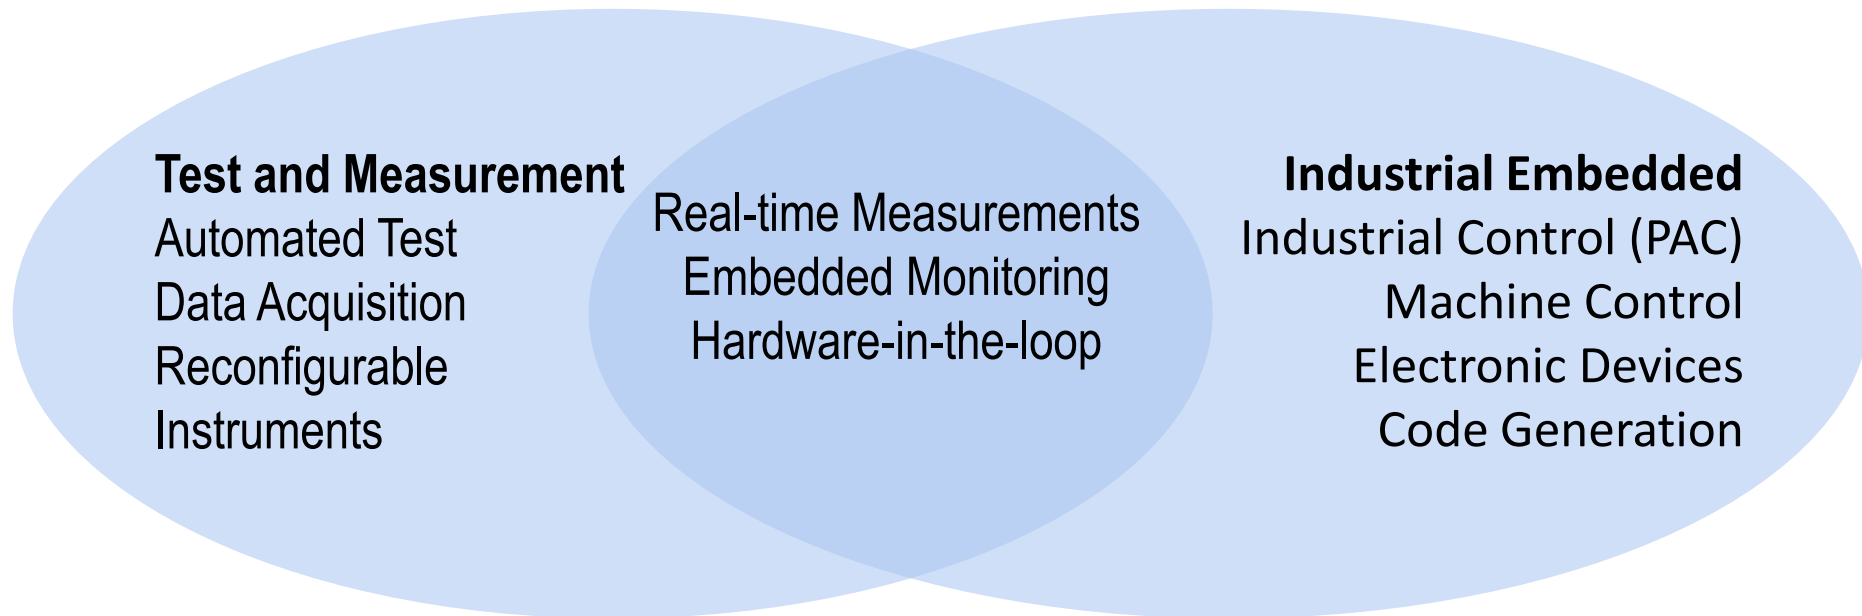 Test and Measurement
Automated Test
Data Acquisition
Reconfigurable
Instruments
Real-time Measurements
Embedded Monitoring
Hardware-in-the-loop
Industrial Embedded
Industrial Control (PAC)
Machine Control
Electronic Devices
Code Generation